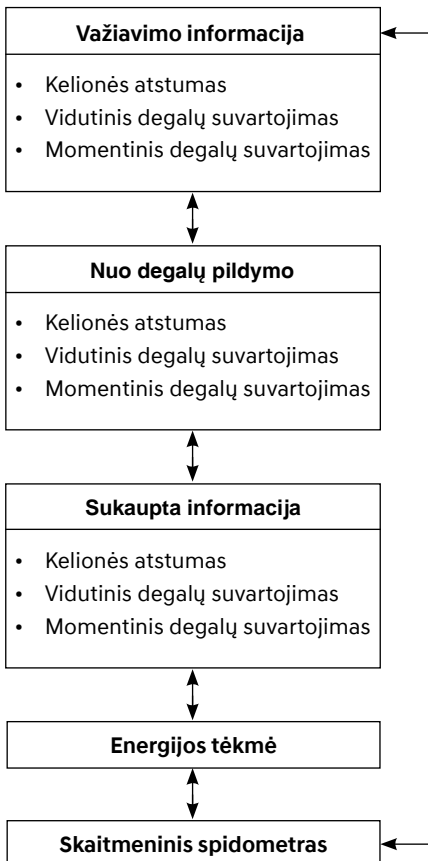 Važiavimo informacija
• Kelionės atstumas
• Vidutinis degalų suvartojimas
• Momentinis degalų suvartojimas
Nuo degalų pildymo
• Kelionės atstumas
• Vidutinis degalų suvartojimas
• Momentinis degalų suvartojimas
Sukaupta informacija
• Kelionės atstumas
• Vidutinis degalų suvartojimas
• Momentinis degalų suvartojimas
Energijos tėkmė
Skaitmeninis spidometras